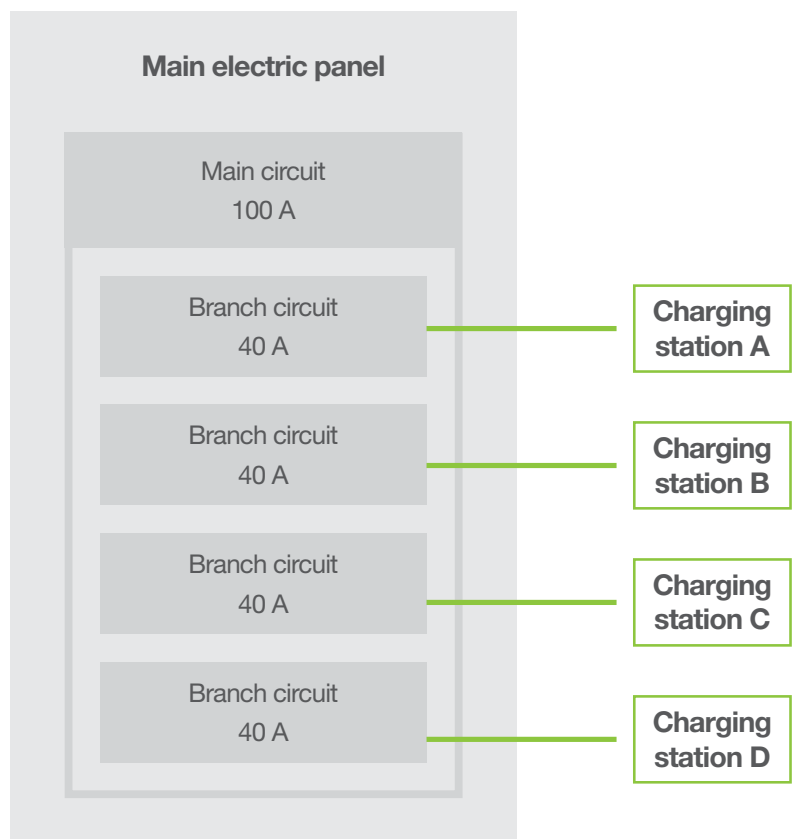 Main electric panel
Main circuit
100 A
Branch circuit
40 A
Charging
station A
Branch circuit
40 A
Charging
station B
Branch circuit
40 A
Charging
station C
Branch circuit
40 A
Charging
station D